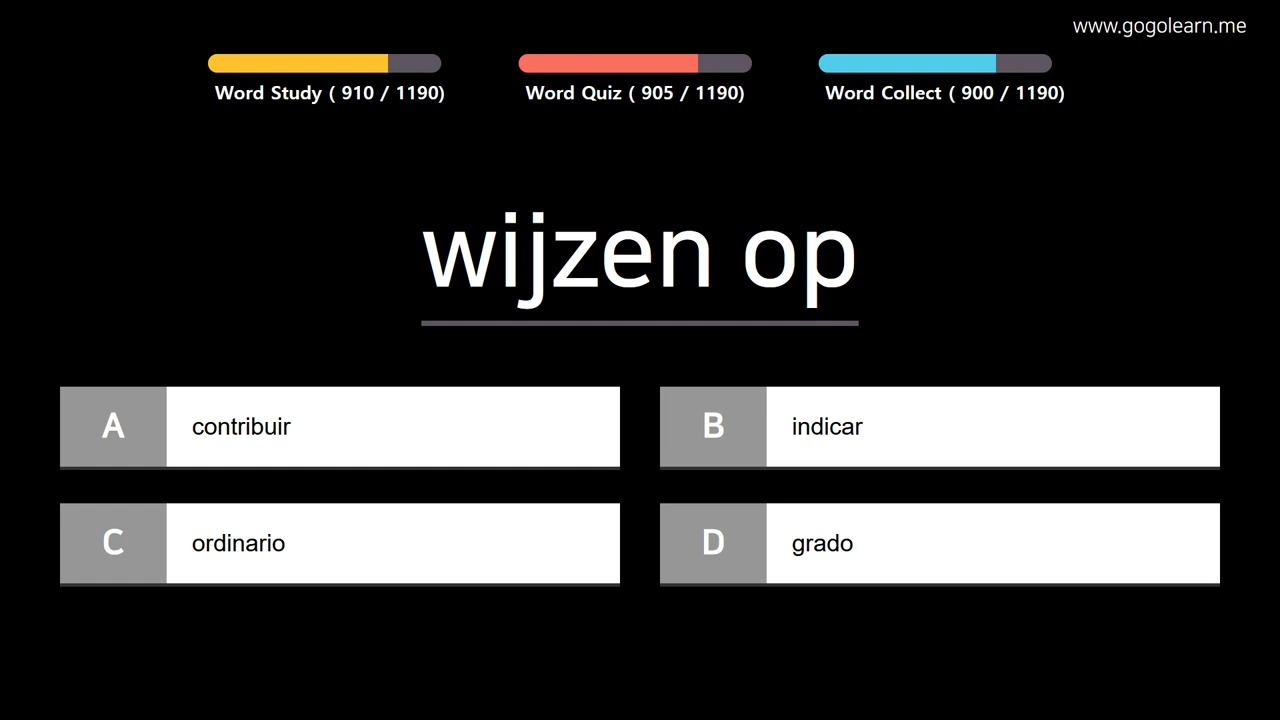 www.gogolearn.me
Word Study ( 910 / 1190)
Word Quiz ( 905 / 1190)
Word Collect ( 900 / 1190)
wijzen op
A contribuir
B indicar
C ordinario
D grado